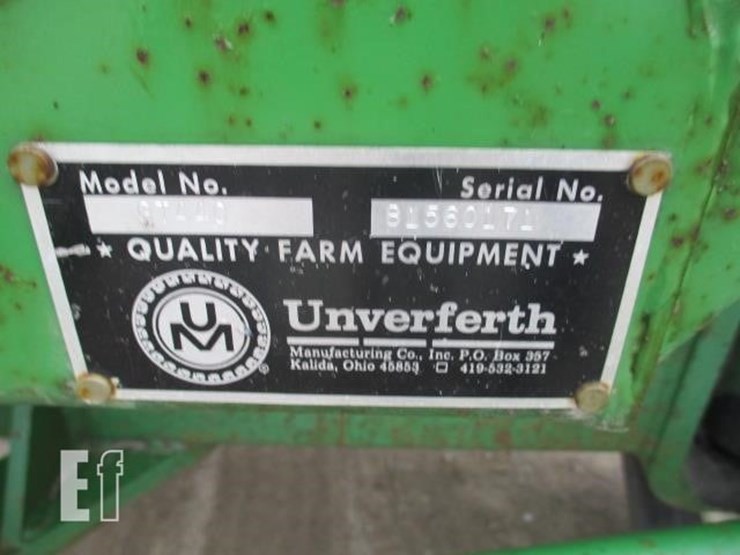 Model No. Serial No.
81560171
★ QUALITY FARM EQUIPMENT ★
UM ® Unverferth
Manufacturing Co., Inc. P.O. Box 357
Kalida, Ohio 45853 ☐ 419-532-3121
Ef